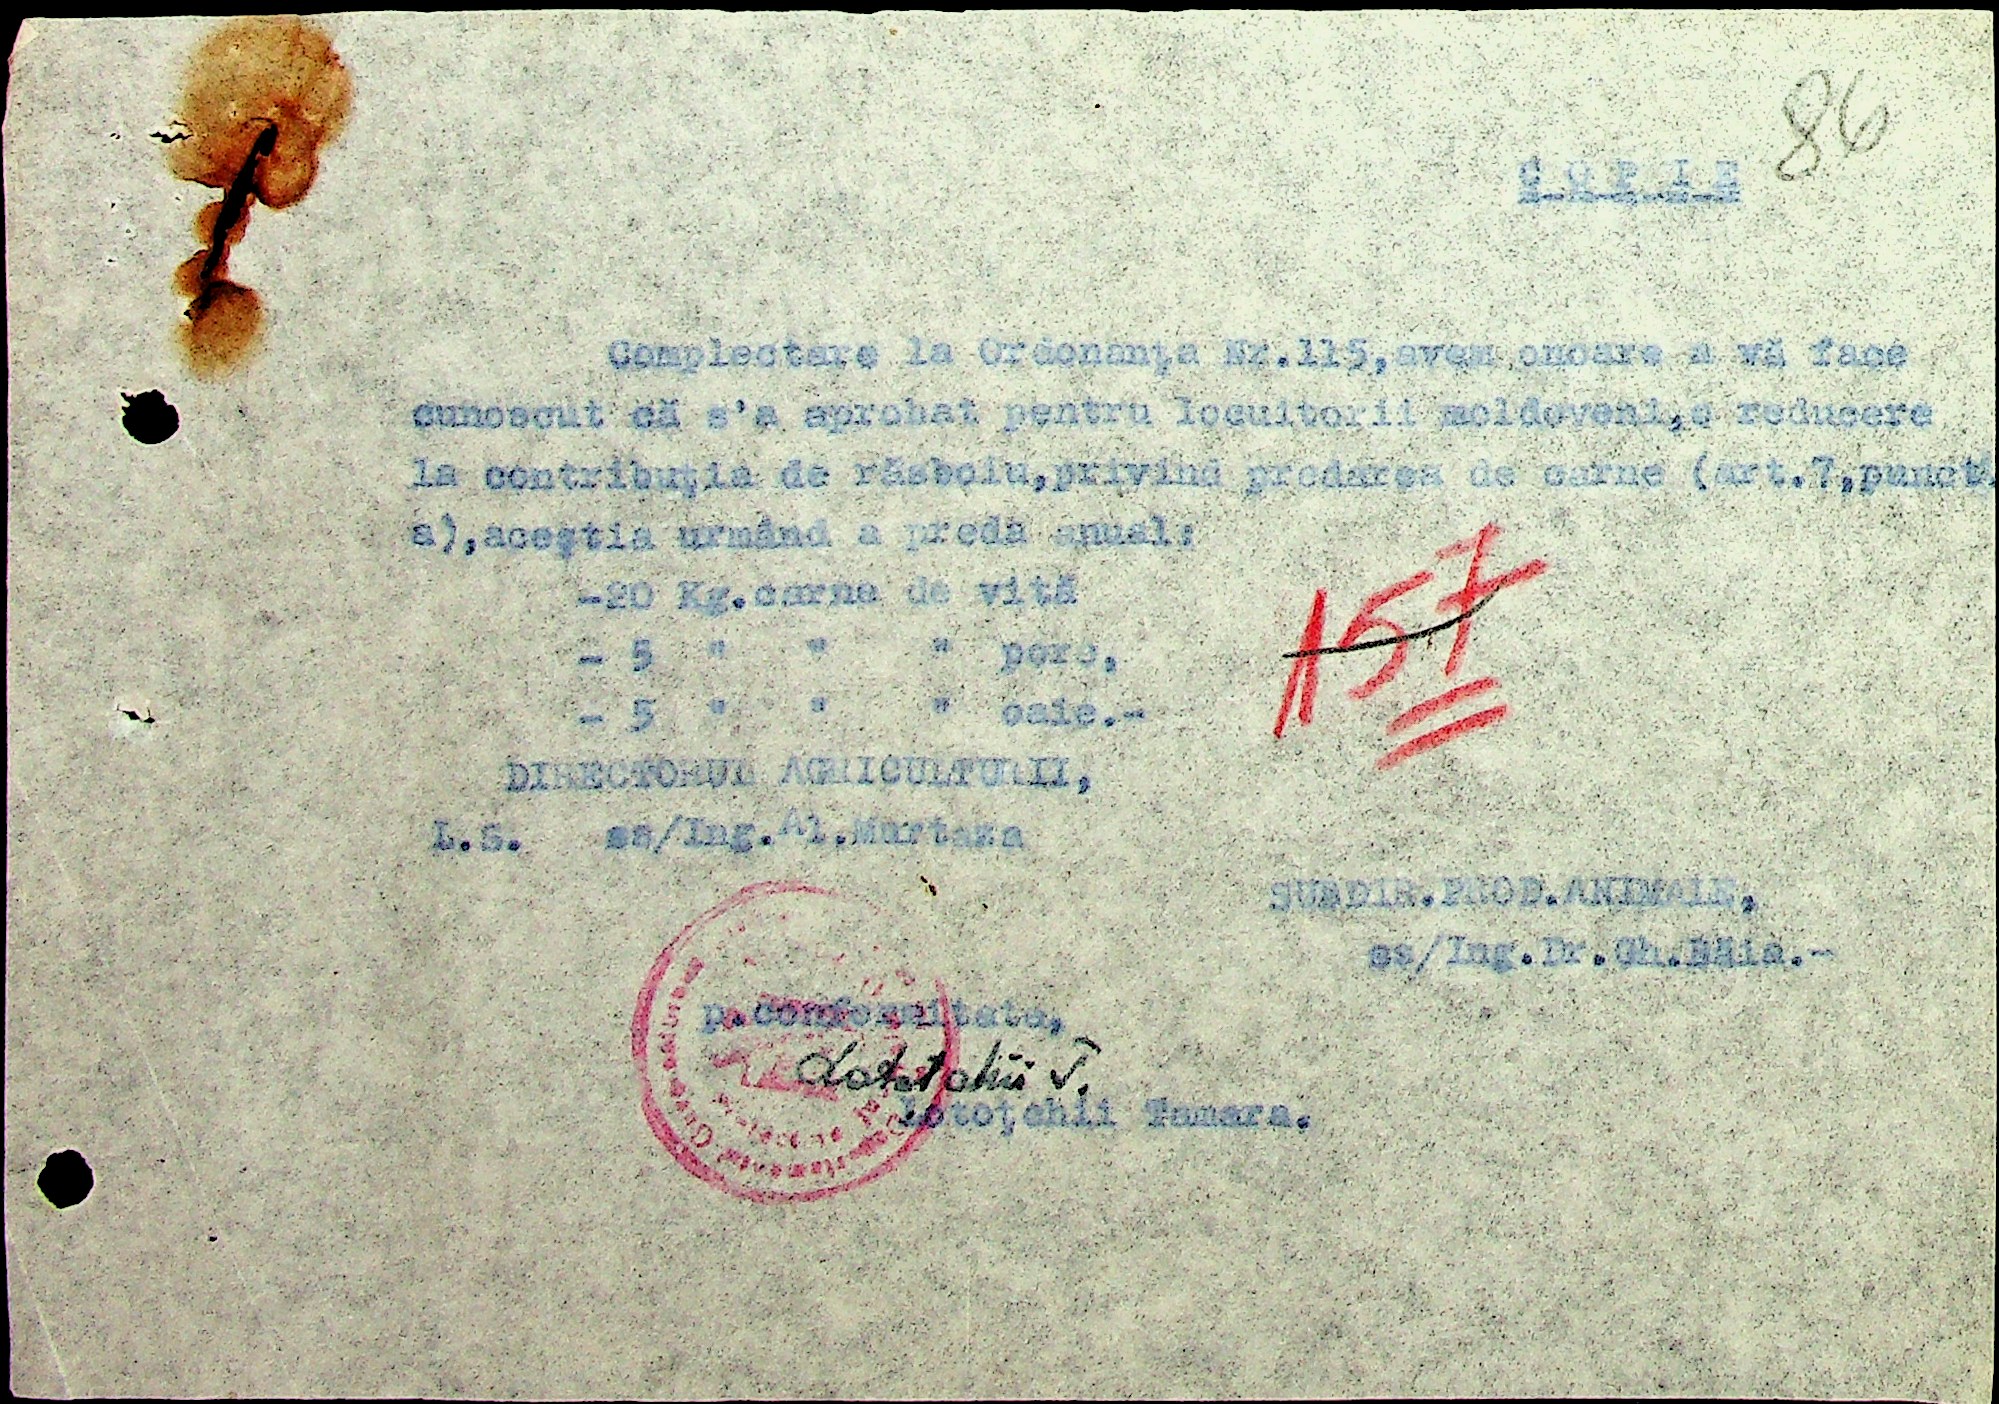 86
C O P I E
Complectare la Ordonanţa Nr.115,avem onoare a vă face
cunoscut că s'a aprobat pentru locuitorii moldoveni,o reducere
la contribuţia de răsboiu,privind predarea de carne (art.7,punct.
a),aceştia urmând a preda anual:
-20 Kg.carne de vită
- 5 " " " porc,
- 5 " " " oaie.-
157
DIRECTORUL AGRICULTURII,
L.S. ss/Ing.Al.Murtaza
SUBDIR.PROD.ANIMALE,
ss/Ing.Dr.Gh.Băia.-
p.conformitate,
Lototchii T.
Lotoţchii Tamara.